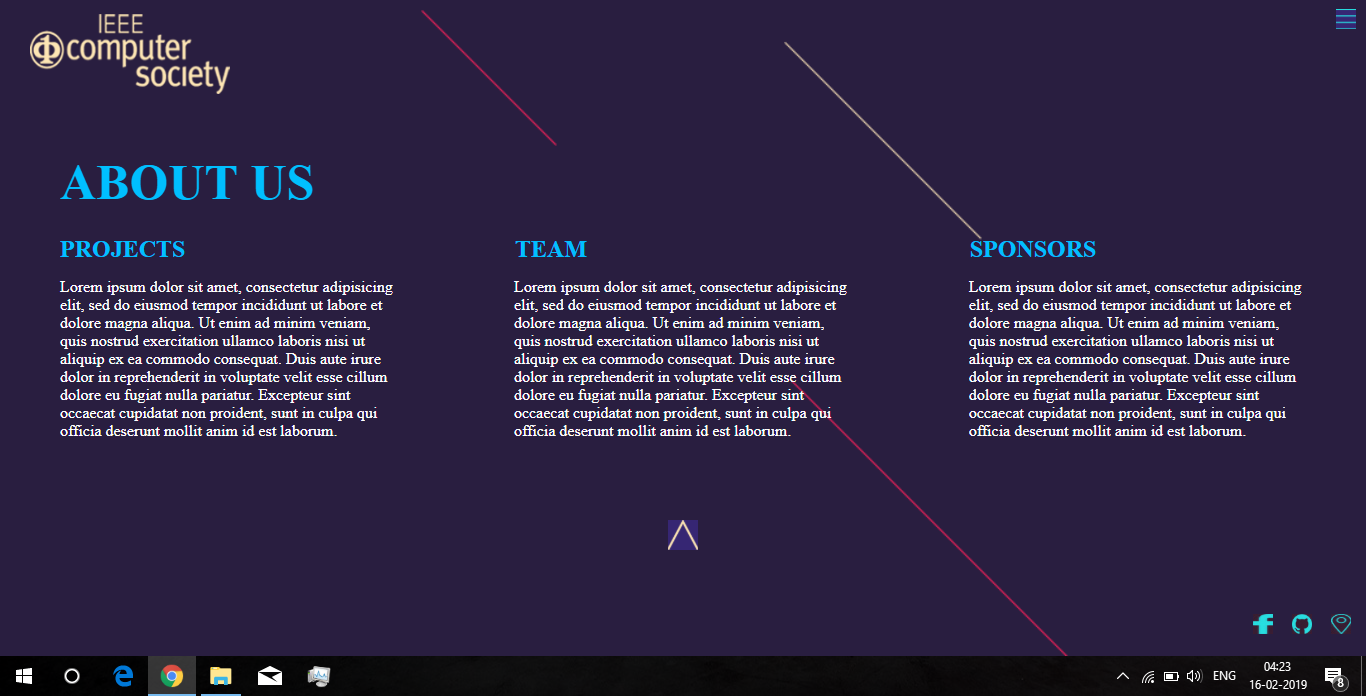 IEEE
computer
society
ABOUT US
PROJECTS
Lorem ipsum dolor sit amet, consectetur adipisicing
elit, sed do eiusmod tempor incididunt ut labore et
dolore magna aliqua. Ut enim ad minim veniam,
quis nostrud exercitation ullamco laboris nisi ut
aliquip ex ea commodo consequat. Duis aute irure
dolor in reprehenderit in voluptate velit esse cillum
dolore eu fugiat nulla pariatur. Excepteur sint
occaecat cupidatat non proident, sunt in culpa qui
officia deserunt mollit anim id est laborum.
TEAM
Lorem ipsum dolor sit amet, consectetur adipisicing
elit, sed do eiusmod tempor incididunt ut labore et
dolore magna aliqua. Ut enim ad minim veniam,
quis nostrud exercitation ullamco laboris nisi ut
aliquip ex ea commodo consequat. Duis aute irure
dolor in reprehenderit in voluptate velit esse cillum
dolore eu fugiat nulla pariatur. Excepteur sint
occaecat cupidatat non proident, sunt in culpa qui
officia deserunt mollit anim id est laborum.
SPONSORS
Lorem ipsum dolor sit amet, consectetur adipisicing
elit, sed do eiusmod tempor incididunt ut labore et
dolore magna aliqua. Ut enim ad minim veniam,
quis nostrud exercitation ullamco laboris nisi ut
aliquip ex ea commodo consequat. Duis aute irure
dolor in reprehenderit in voluptate velit esse cillum
dolore eu fugiat nulla pariatur. Excepteur sint
occaecat cupidatat non proident, sunt in culpa qui
officia deserunt mollit anim id est laborum.
ENG
04:23
16-02-2019
8